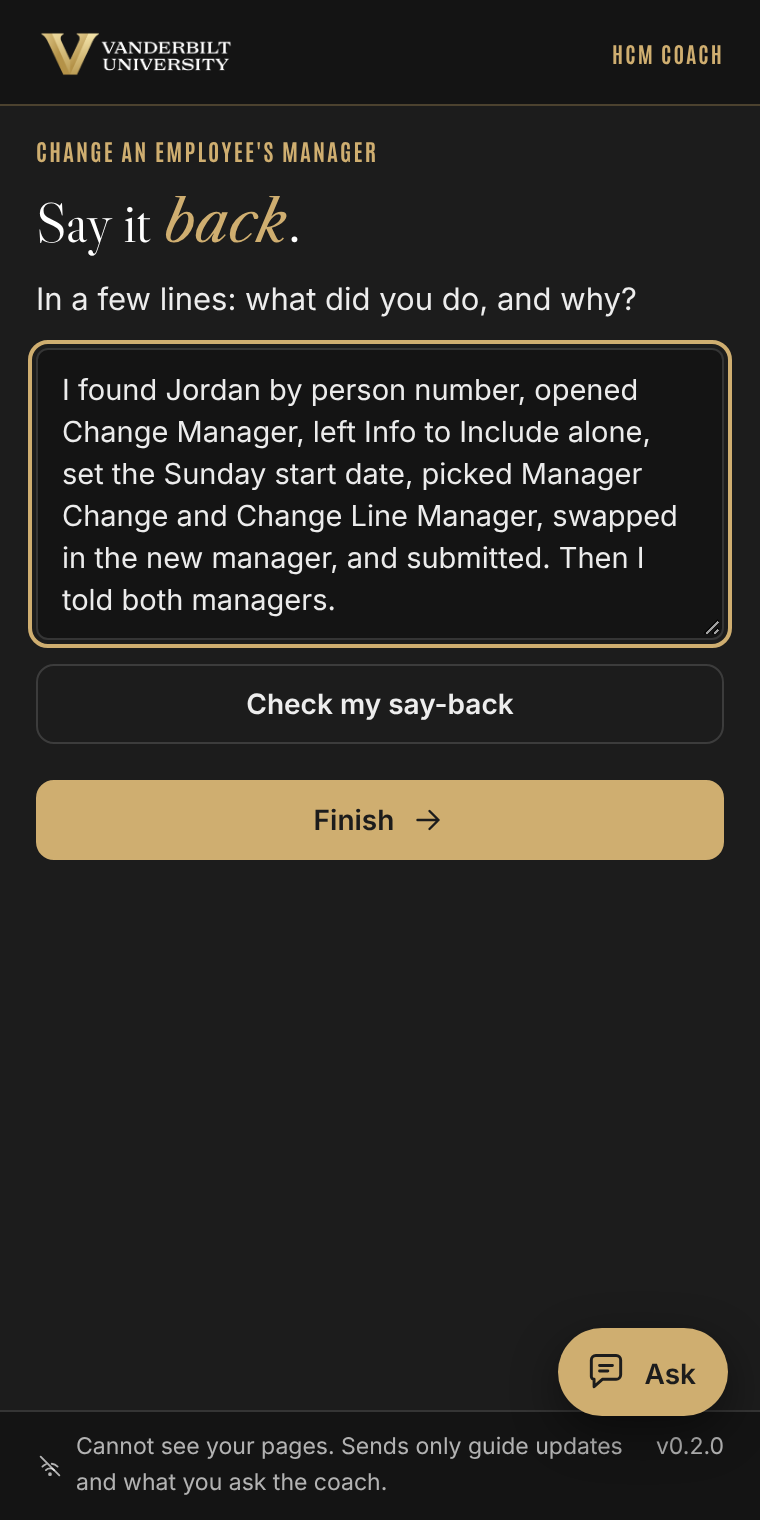 VANDERBILT
UNIVERSITY
HCM COACH
CHANGE AN EMPLOYEE'S MANAGER
Say it back.
In a few lines: what did you do, and why?
I found Jordan by person number, opened
Change Manager, left Info to Include alone,
set the Sunday start date, picked Manager
Change and Change Line Manager, swapped
in the new manager, and submitted. Then I
told both managers.
Check my say-back
Finish →
Ask
Cannot see your pages. Sends only guide updates
and what you ask the coach.
v0.2.0